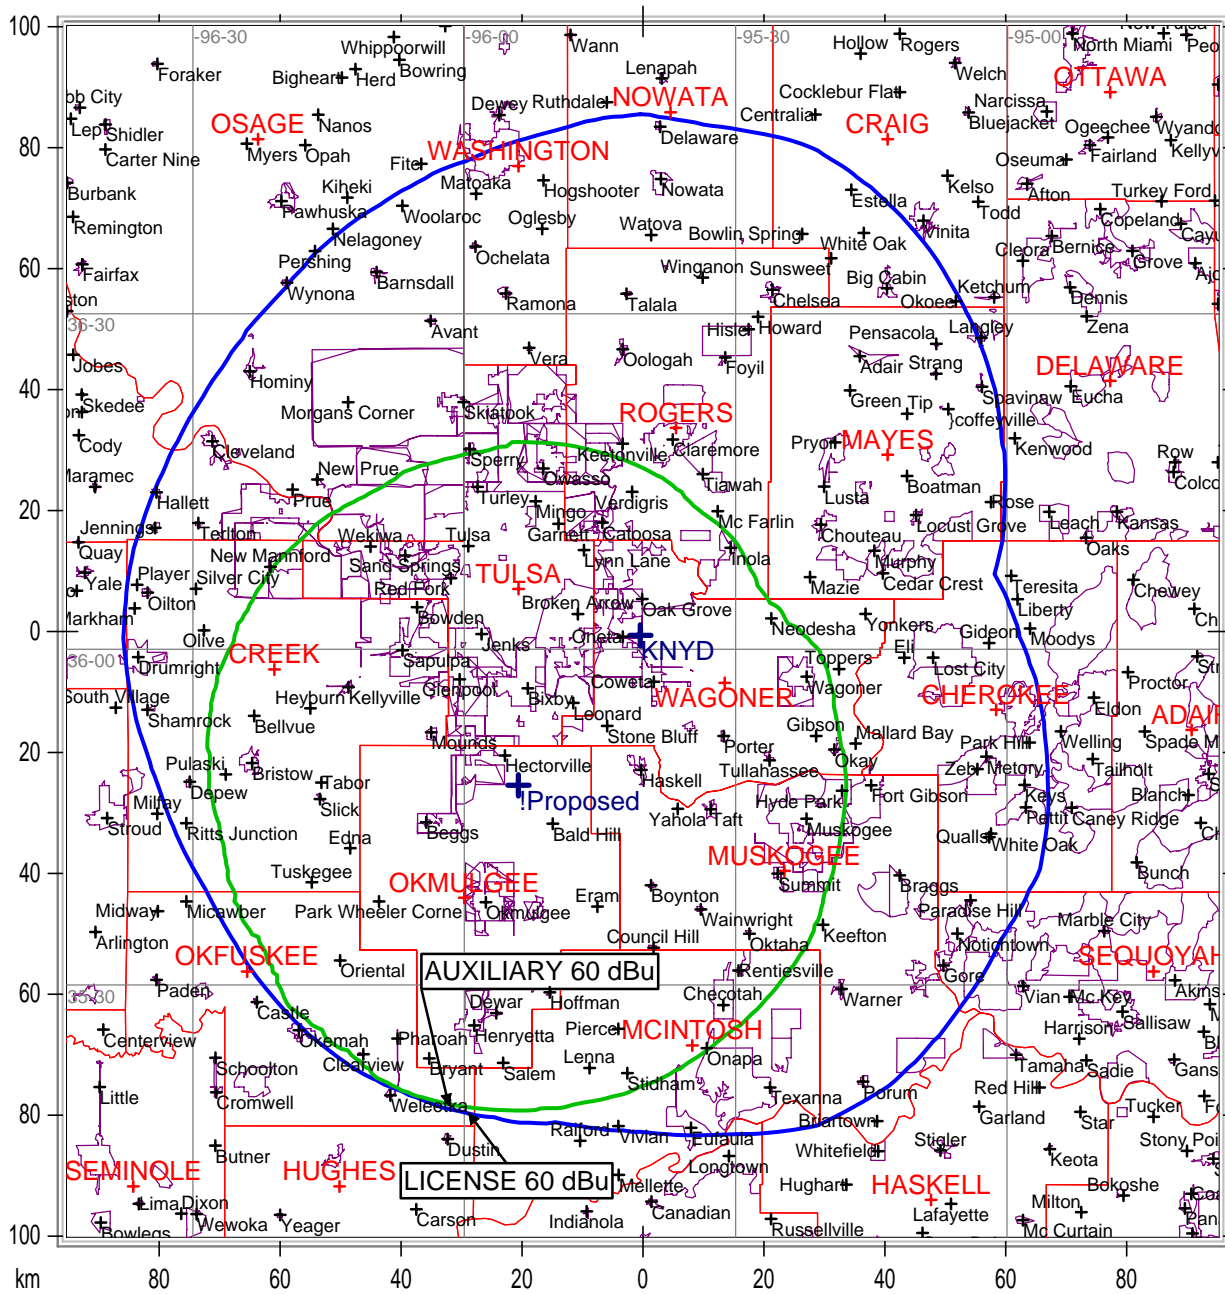 100
-96-30
-96-00
-95-30
-95-00
Whippoorwill
Wann
Hollow
Rogers
North Miami
Foraker
Bigheart
Herd
Bowring
Lenapah
Welch
OTTAWA
Shidler
Nanos
Dewey
Ruthdale
NOWATA
Centralia
Cocklebur Flat
CRAIG
Narcissa
Bluejacket
OSAGE
Delaware
Ogeechee
80
Carter Nine
Myers
Opah
Fite
WASHINGTON
Oseuma
Fairland
Burbank
Kiheki
Matoaka
Hogshooter
Nowata
Estella
Kelso
Afton
Turkey Ford
Remington
Pawhuska
Woolaroc
Oglesby
Watova
Bowlin Spring
Vinita
Todd
Copeland
Nelagoney
White Oak
Cleora
Bernice
Pershing
Ochelata
60
Fairfax
Wynona
Barnsdall
Winganon
Sunsweet
Big Cabin
Grove
Ramona
Talala
Chelsea
Okoee
Ketchum
Dennis
36-30
Avant
Hisler
Howard
Pensacola
Langley
Zena
Jobes
Vera
Oologah
Foyil
Adair
Strang
DELAWARE
Hominy
40
Skedee
Morgans Corner
Skiatook
ROGERS
Green
Tip
Spavinaw
Eucha
Cody
Cleveland
Sperry
Keetonville
Claremore
Pryor
MAYES
Kenwood
Row
New Prue
Owasso
Tiawah
Boatman
Hallett
Prue
Turley
Verdigris
Lusta
Rose
20
Jennings
Terlton
Mingo
Mc Farlin
Locust Grove
Leach
Kansas
Quay
Wekiwa
Tulsa
Garnett
Catoosa
Chouteau
Oaks
New Mannford
Sand Springs
Lynn Lane
Inola
Murphy
Yale
Player
Silver City
Red Fork
TULSA
Mazie
Cedar Crest
Teresita
Chewey
Oilton
Broken Arrow
Oak Grove
Liberty
Markham
Bowden
Neodesha
Yonkers
0
Olive
Jenks
Oneta
KNYD
Eli
Gideon
Moodys
36-00
Drumright
CREEK
Sapulpa
Toppers
Lost City
South Village
Heyburn
Kellyville
Glenpool
Coweta
WAGONER
Wagoner
CHEROKEE
Proctor
Shamrock
Bellvue
Bixby
Leonard
Eldon
Mounds
Stone Bluff
Porter
Gibson
Mallard Bay
Welling
20
Pulaski
Bristow
Tabor
Hectorville
Haskell
Tullahassee
Okay
Park Hill
Zeb
Metory
Tailholt
Milfay
Depew
Slick
!Proposed
Hyde Park
Fort Gibson
Keys
Blanch
Stroud
Ritts Junction
Edna
Beggs
Bald Hill
Yahola
Taft
Muskogee
Pettit
Caney Ridge
Qualls
White Oak
40
Tuskegee
MUSKOGEE
Summit
Bunch
Midway
Micawber
Park Wheeler Corne
OKMULGEE
Okmulgee
Eram
Boynton
Braggs
Paradise Hill
Marble City
Arlington
OKFUSKEE
Council Hill
Wainwright
Oktaha
Keefton
Notiontown
SEQUOYAH
Oriental
AUXILIARY 60 dBu
Rentiesville
Gore
60
35-30
Paden
Castle
Dewar
Hoffman
Checotah
Warner
Vian
Mc Key
Centerview
Okemah
Pharoah
Henryetta
Pierce
MCINTOSH
Harrison
Sallisaw
Schoolton
Clearview
Bryant
Salem
Lenna
Onapa
Tamaha
Sadie
Little
Cromwell
Weleetka
Stidham
Texanna
Porum
Red Hill
80
Garland
Star
Tucker
Butner
Dustin
Raiford
Vivian
Eufaula
Briartown
SEMINOLE
HUGHES
LICENSE 60 dBu
Longtown
Whitefield
Stigler
Keota
Mellette
Hughart
HASKELL
Bokoshe
Lima
Dixon
Canadian
Lafayette
Milton
100
Bowlegs
Wewoka
Yeager
Carson
Indianola
Russellville
Mc Curtain
km
80
60
40
20
0
20
40
60
80